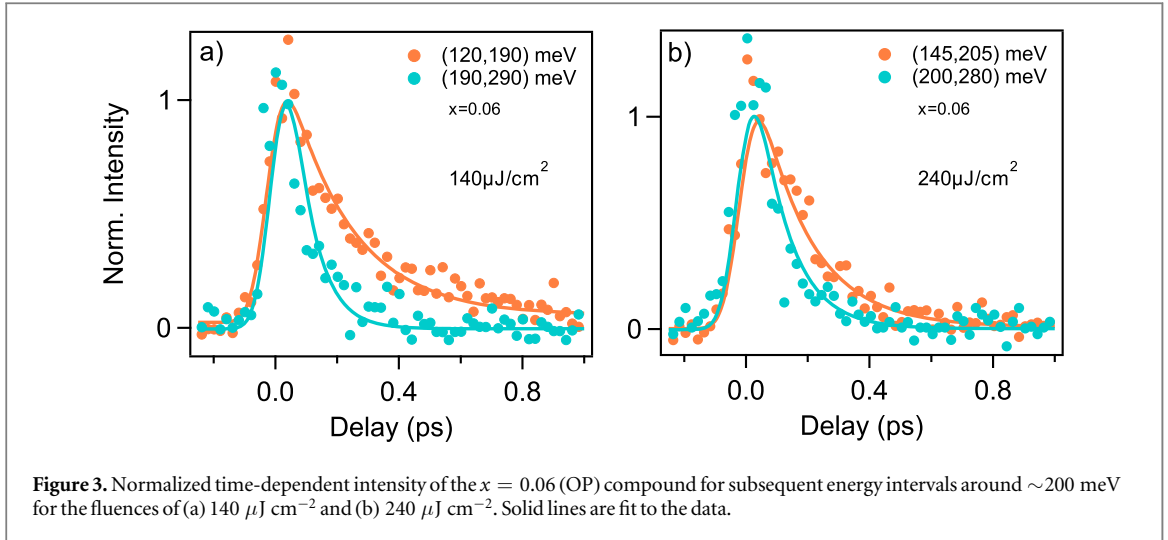 a)
(120,190) meV
(190,290) meV
x=0.06
140μJ/cm²
1
0
Norm. Intensity
0.0 0.4 0.8
Delay (ps)
b)
(145,205) meV
(200,280) meV
x=0.06
240μJ/cm²
1
0
0.0 0.4 0.8
Delay (ps)
Figure 3. Normalized time-dependent intensity of the x = 0.06 (OP) compound for subsequent energy intervals around ∼200 meV
for the fluences of (a) 140 μJ cm⁻² and (b) 240 μJ cm⁻². Solid lines are fit to the data.